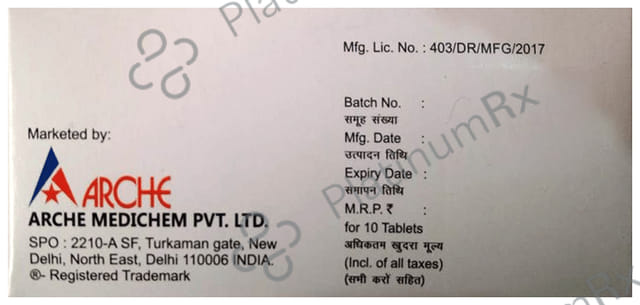 Mfg. Lic. No. : 403/DR/MFG/2017
Batch No. :
समूह संख्या
Mfg. Date :
उत्पादन तिथि
Expiry Date :
समापन तिथि
M.R.P. ₹ :
for 10 Tablets
अधिकतम खुदरा मूल्य
(Incl. of all taxes)
(सभी करों सहित)
Marketed by:
ARCHE
ARCHE MEDICHEM PVT. LTD.
SPO : 2210-A SF, Turkaman gate, New
Delhi, North East, Delhi 110006 INDIA.
®- Registered Trademark
PlatinumRx